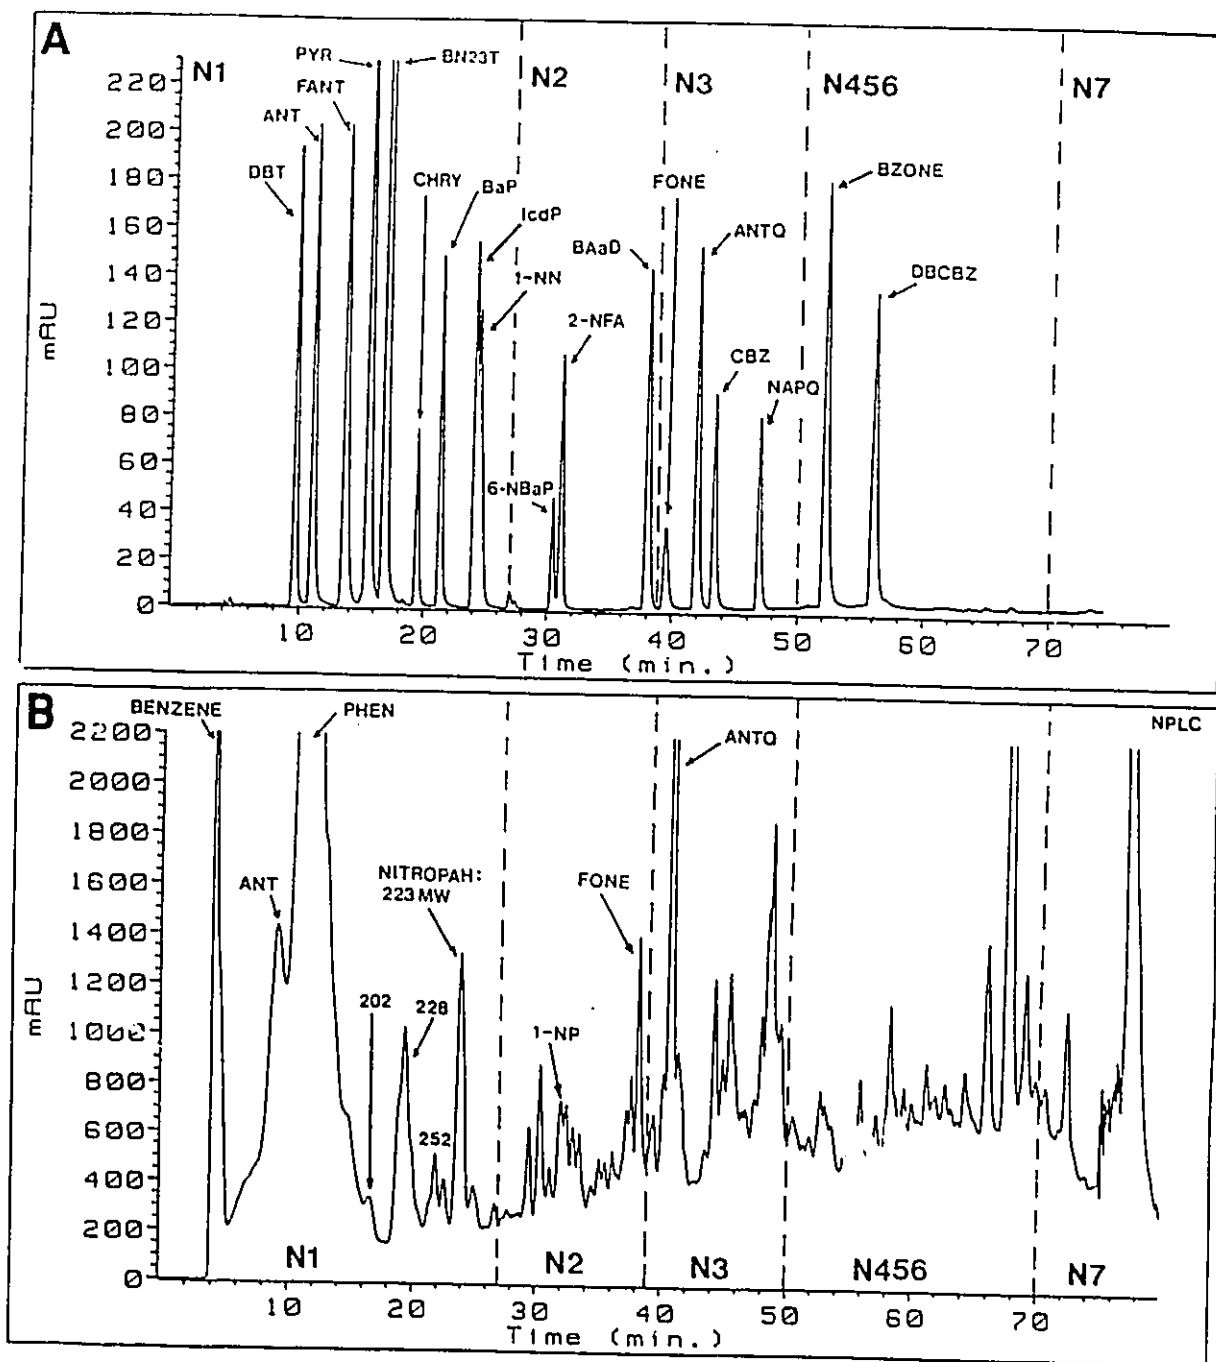 A
N1
N2
N3
N456
N7
PYR
BN23T
FANT
ANT
DBT
CHRY
BaP
IcdP
1-NN
2-NFA
6-NBaP
BAaD
FONE
ANTQ
CBZ
NAPQ
BZONE
DBCBZ
mAU
220
200
180
160
140
120
100
80
60
40
20
0
10
20
30
40
50
60
70
Time (min.)
B
BENZENE
PHEN
ANTQ
NPLC
ANT
NITROPAH:
223 MW
FONE
202
228
1-NP
252
mAU
2200
2000
1800
1600
1400
1200
1000
800
600
400
200
0
N1
N2
N3
N456
N7
10
20
30
40
50
60
70
Time (min.)